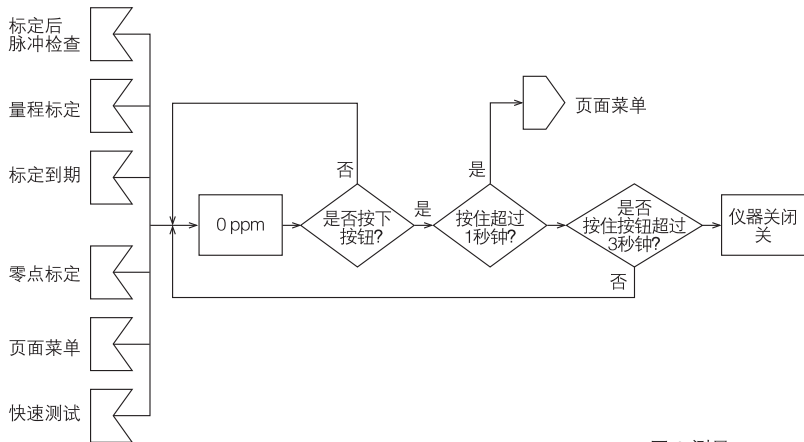 标定后
脉冲检查
量程标定
标定到期
零点标定
页面菜单
快速测试
0 ppm
否
是否按下
按钮?
是
按住超过
1秒钟?
是
页面菜单
是否
按住按钮超过
3秒钟?
否
仪器关闭
关